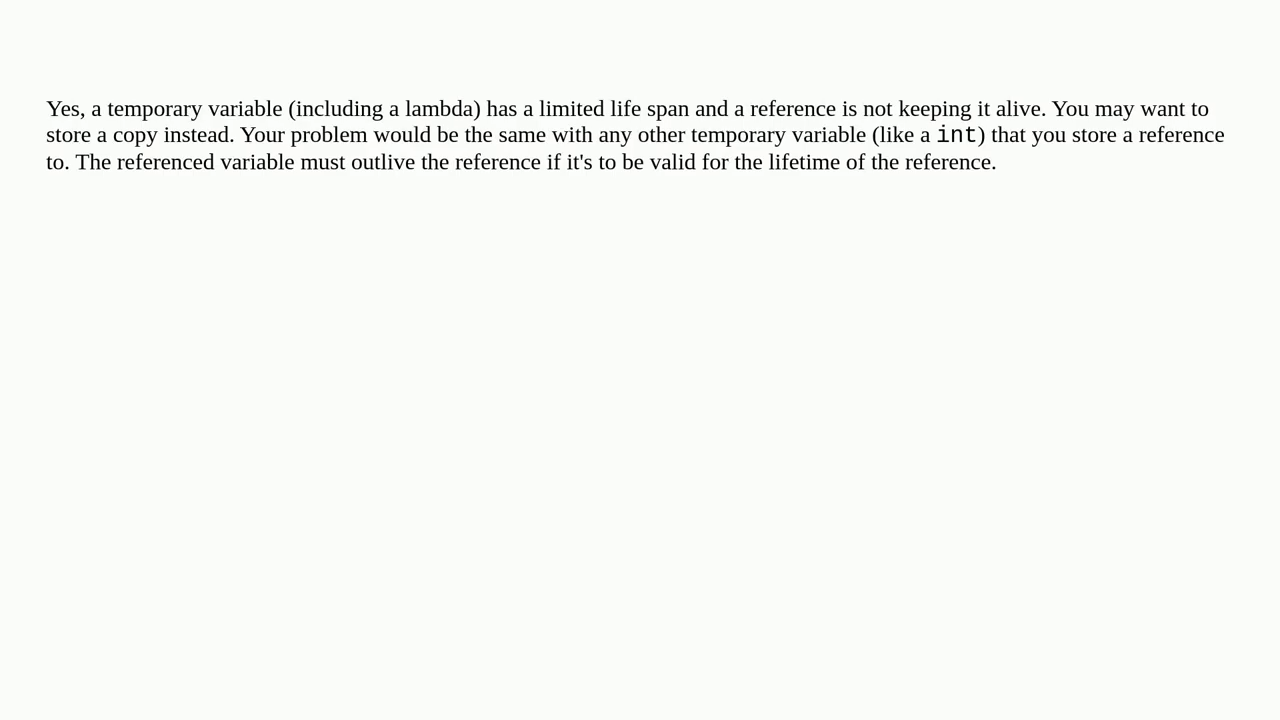 Yes, a temporary variable (including a lambda) has a limited life span and a reference is not keeping it alive. You may want to
store a copy instead. Your problem would be the same with any other temporary variable (like a int) that you store a reference
to. The referenced variable must outlive the reference if it's to be valid for the lifetime of the reference.